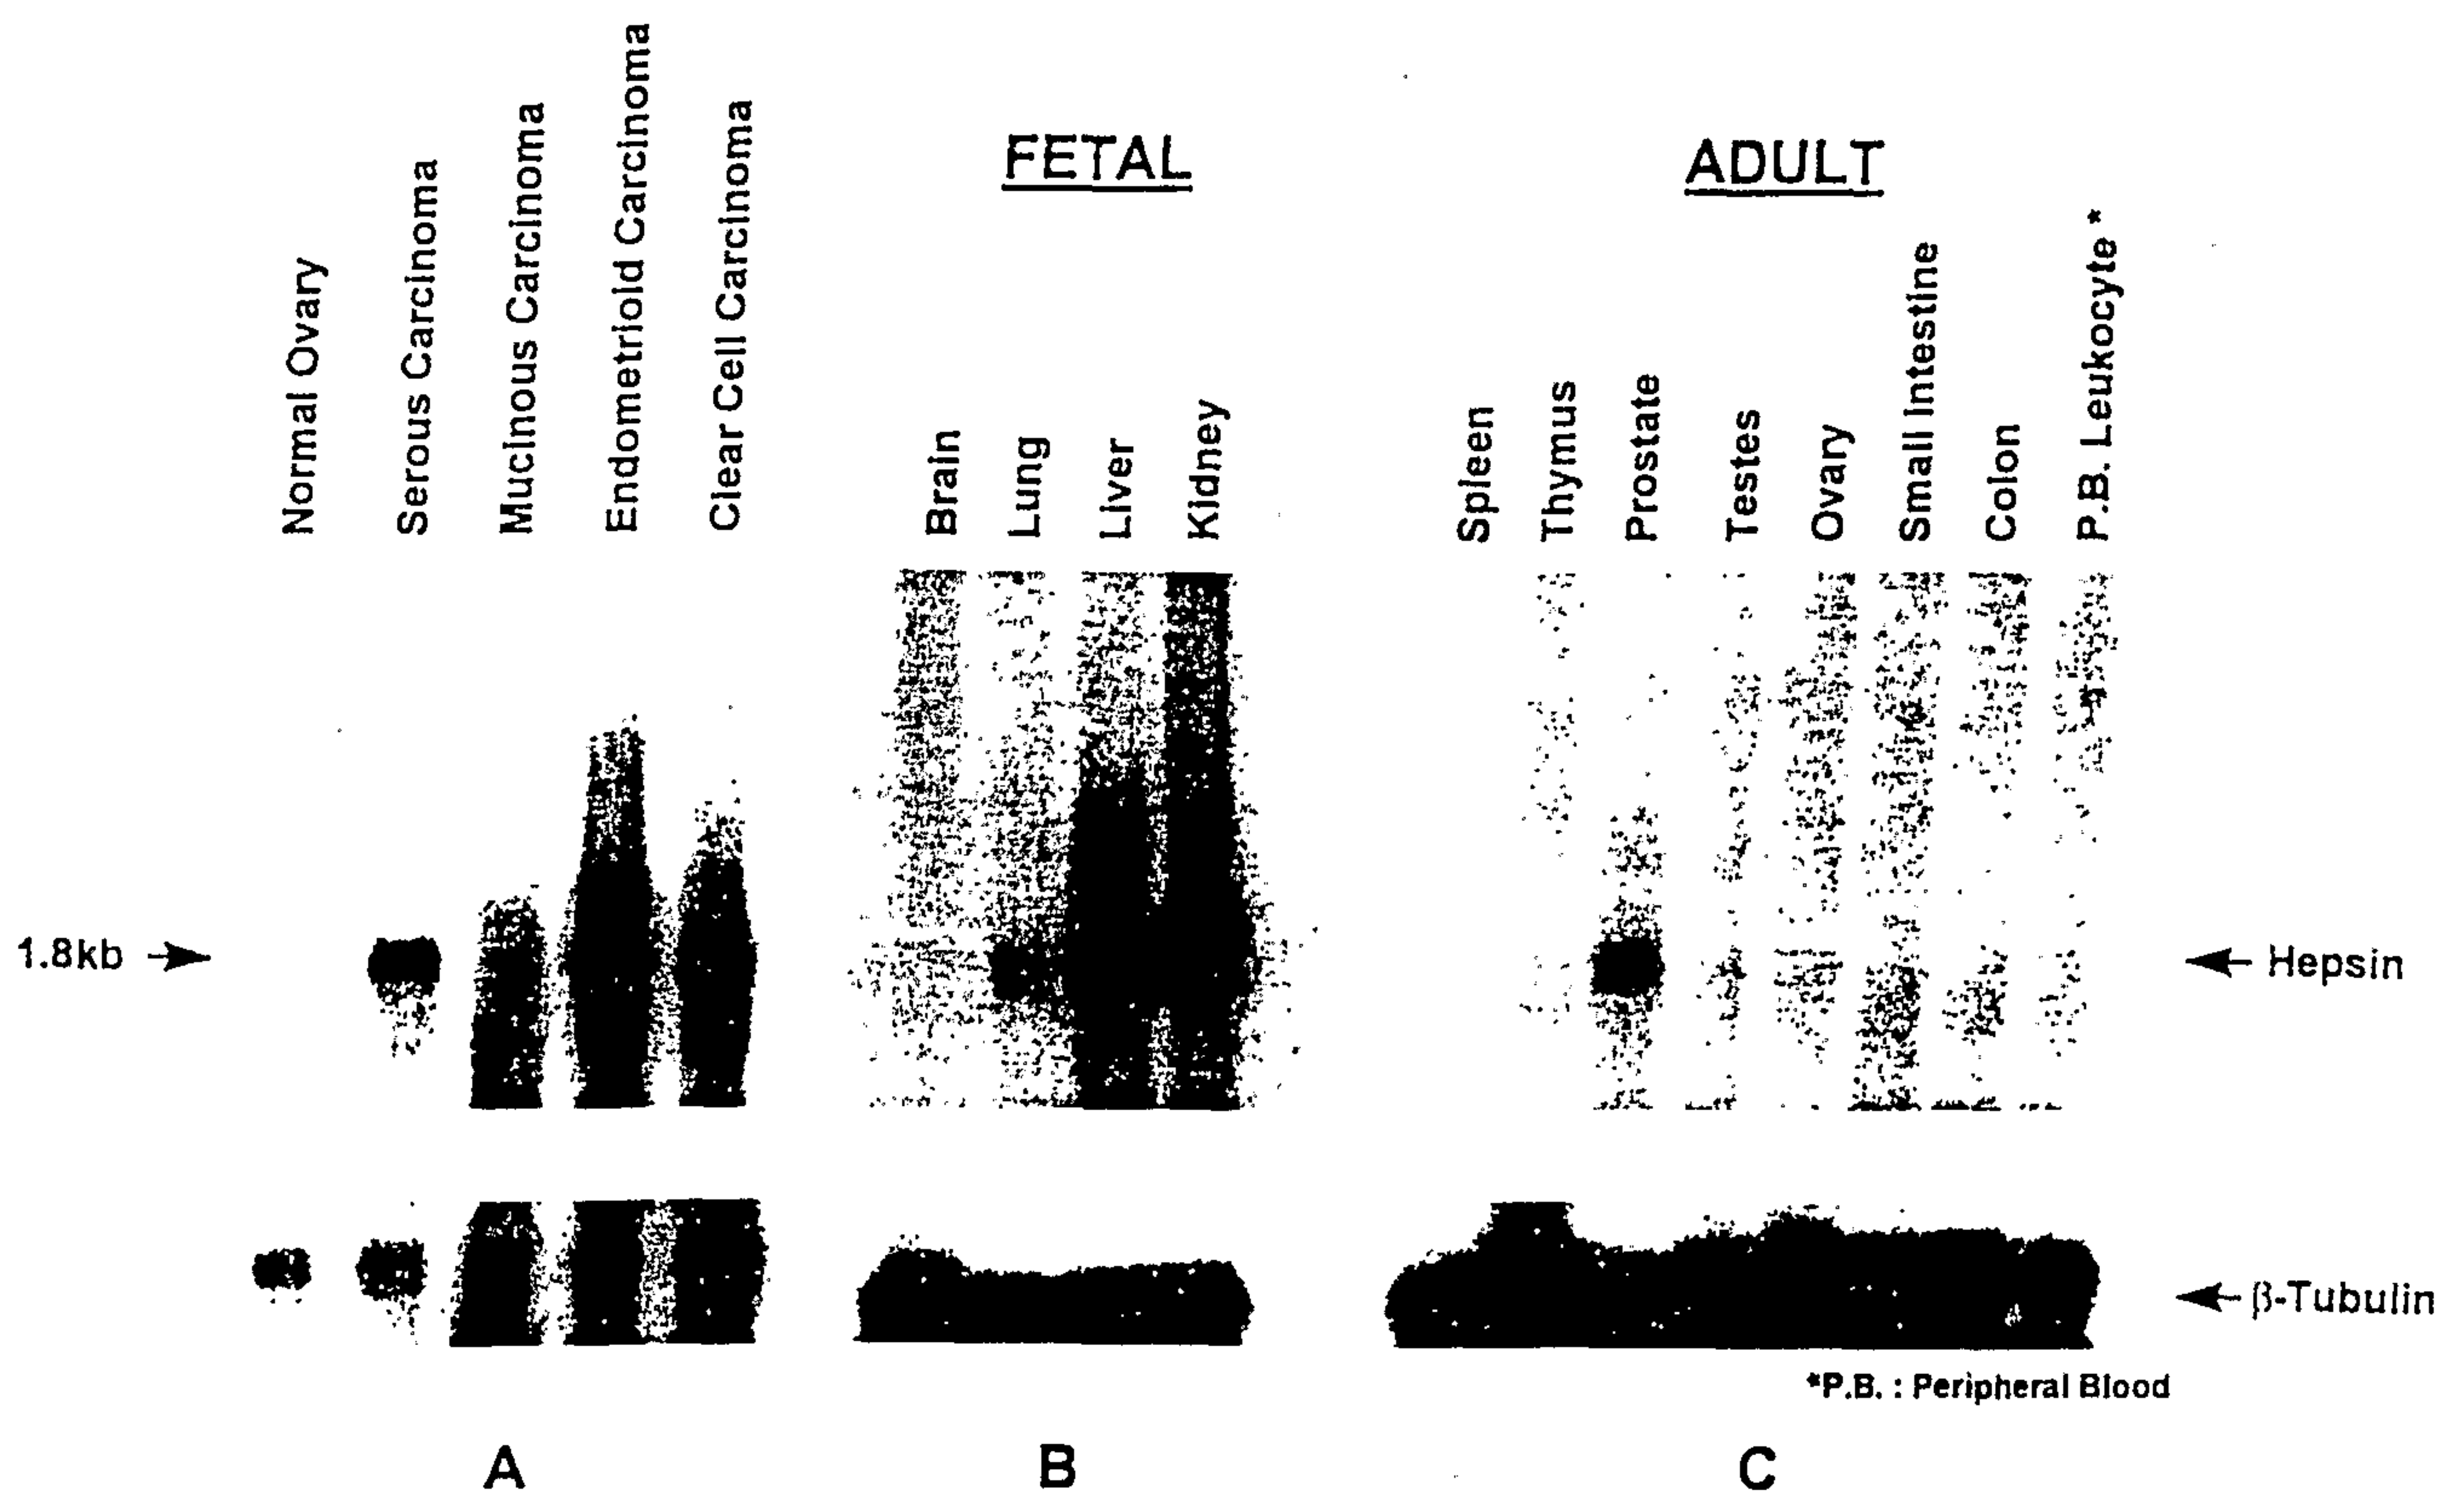 FETAL
ADULT
Normal Ovary
Serous Carcinoma
Mucinous Carcinoma
Endometrioid Carcinoma
Clear Cell Carcinoma
Brain
Lung
Liver
Kidney
Spleen
Thymus
Prostate
Testes
Ovary
Small Intestine
Colon
P.B. Leukocyte*
1.8kb
Hepsin
β-Tubulin
*P.B. : Peripheral Blood
A
B
C